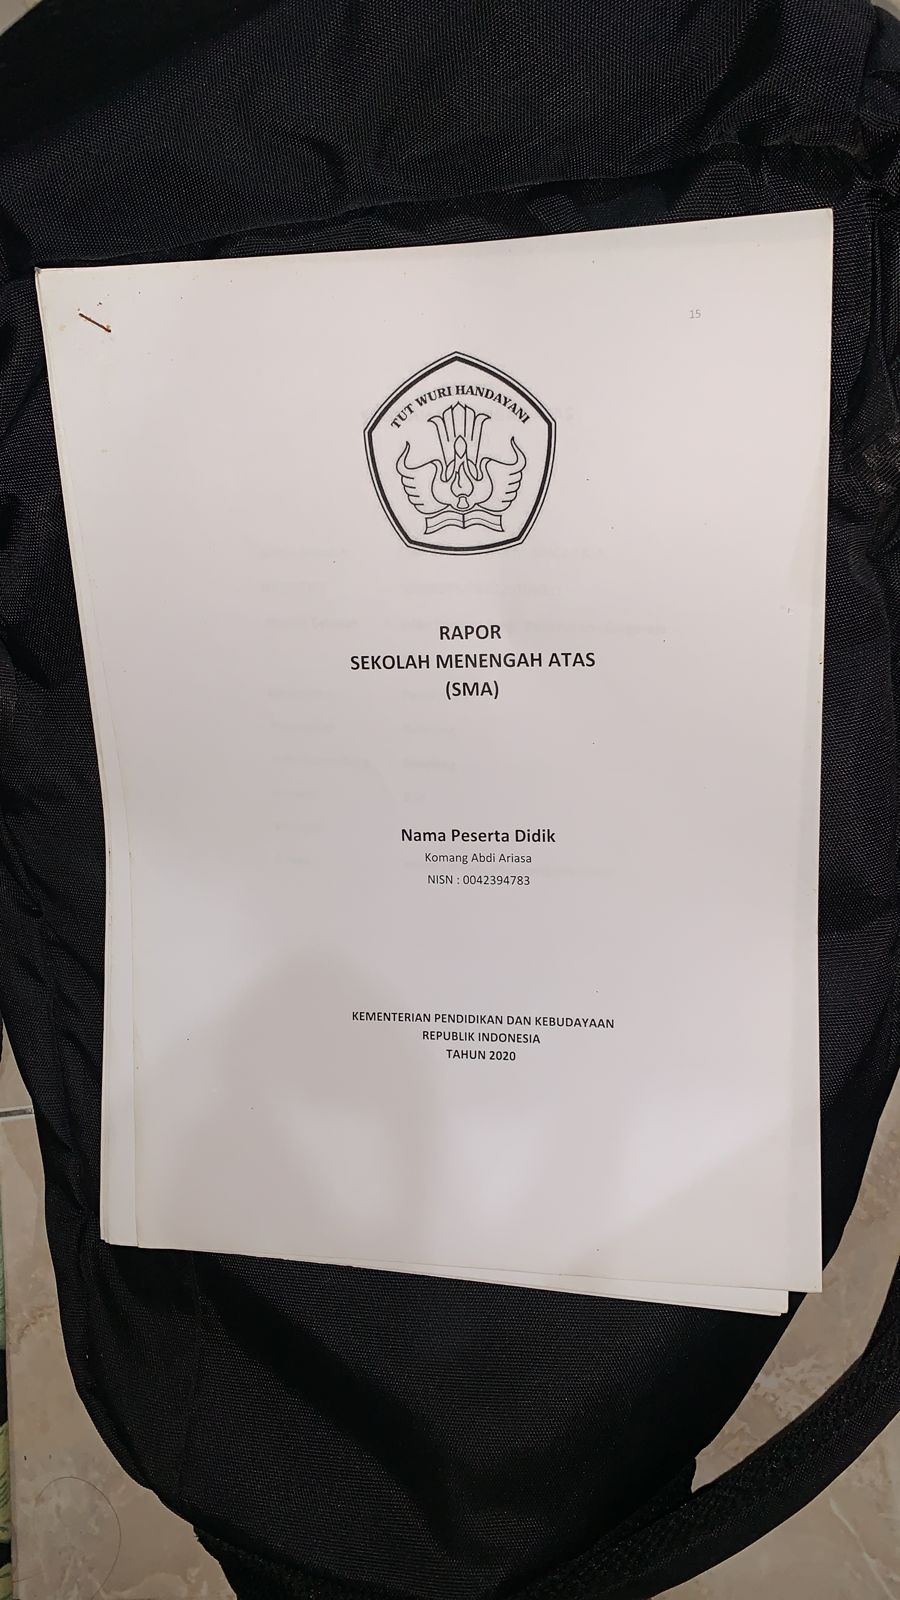 15
TUT WURI HANDAYANI
RAPOR
SEKOLAH MENENGAH ATAS
(SMA)
Nama Peserta Didik
Komang Abdi Ariasa
NISN : 0042394783
KEMENTERIAN PENDIDIKAN DAN KEBUDAYAAN
REPUBLIK INDONESIA
TAHUN 2020